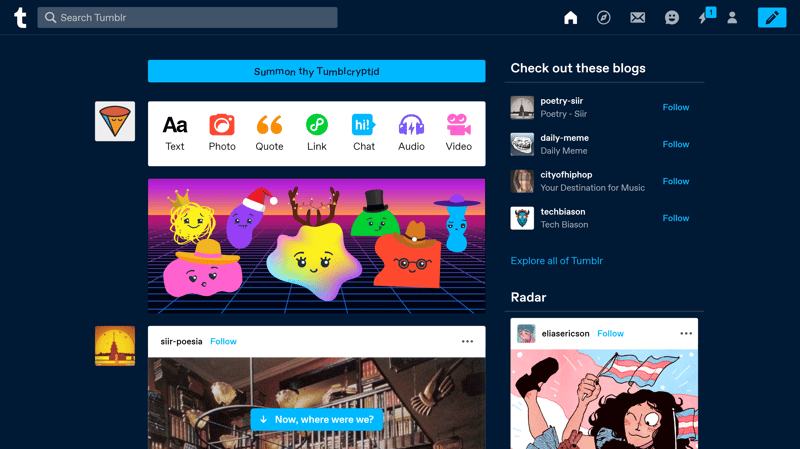 t
Search Tumblr
1
Summon thy Tumblcryptid
Aa
hi!
Text Photo Quote Link Chat Audio Video
siir-poesia Follow
Now, where were we?
Check out these blogs
poetry-siir
Poetry - Siir
Follow
daily-meme
Daily Meme
Follow
cityofhiphop
Your Destination for Music
Follow
techbiason
Tech Biason
Follow
Explore all of Tumblr
Radar
eliasericson Follow